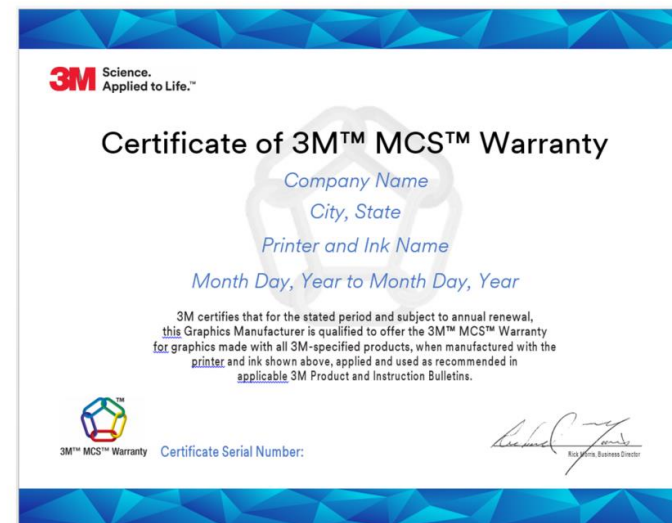 3M Science.
Applied to Life.™
Certificate of 3M™ MCS™ Warranty
Company Name
City, State
Printer and Ink Name
Month Day, Year to Month Day, Year
3M certifies that for the stated period and subject to annual renewal,
this Graphics Manufacturer is qualified to offer the 3M™ MCS™ Warranty
for graphics made with all 3M-specified products, when manufactured with the
printer and ink shown above, applied and used as recommended in
applicable 3M Product and Instruction Bulletins.
TM
3M™ MCS™ Warranty
Certificate Serial Number:
Rick Morris, Business Director